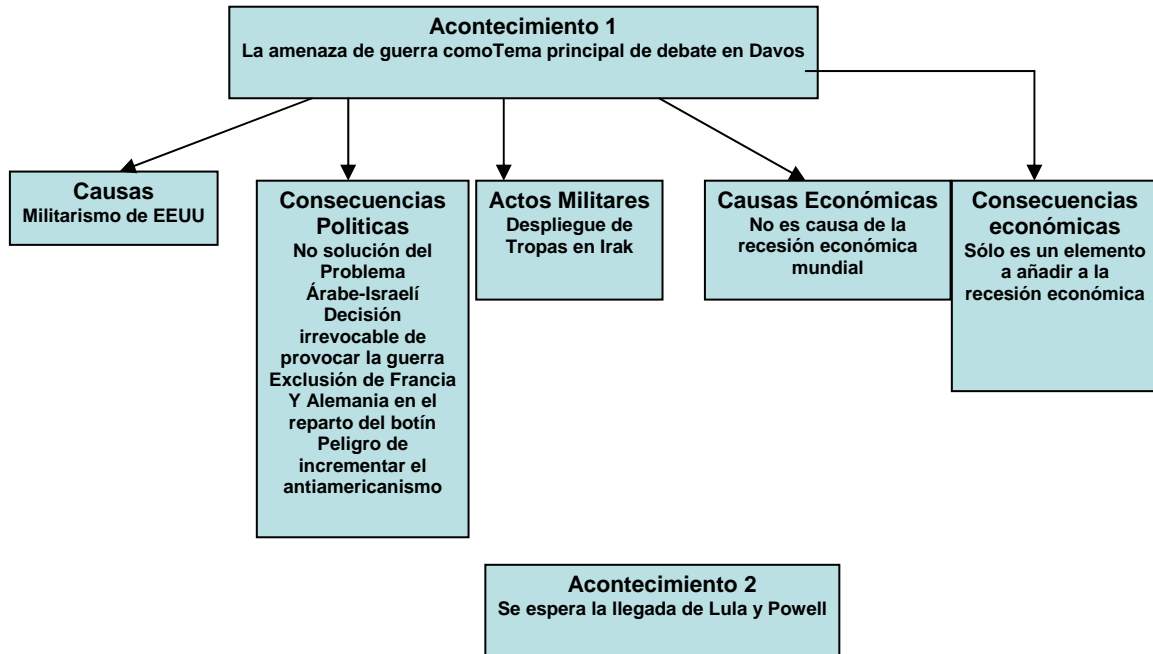 Acontecimiento 1
La amenaza de guerra comoTema principal de debate en Davos
Causas
Militarismo de EEUU
Consecuencias
Politicas
No solución del
Problema
Árabe-Israelí
Decisión
irrevocable de
provocar la guerra
Exclusión de Francia
Y Alemania en el
reparto del botín
Peligro de
incrementar el
antiamericanismo
Actos Militares
Despliegue de
Tropas en Irak
Causas Económicas
No es causa de la
recesión económica
mundial
Consecuencias
económicas
Sólo es un elemento
a añadir a la
recesión económica
Acontecimiento 2
Se espera la llegada de Lula y Powell